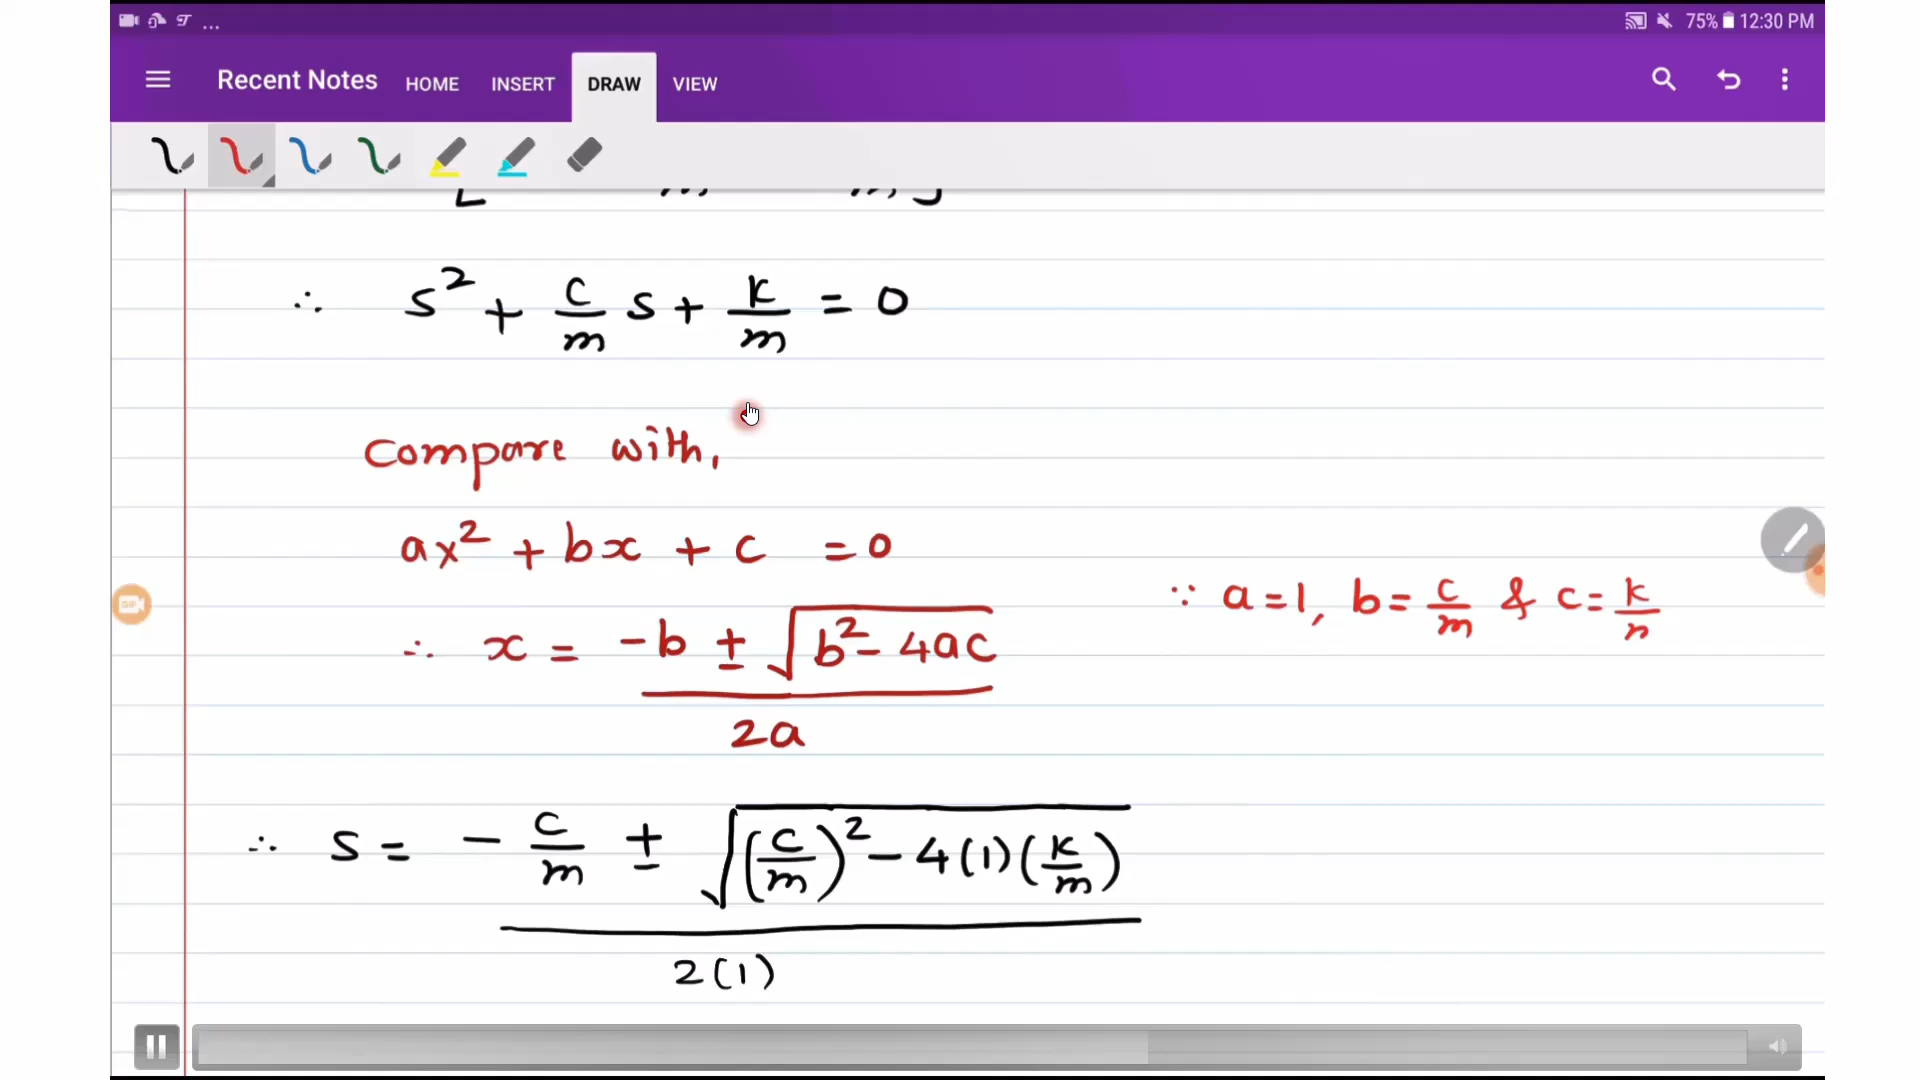 75% 12:30 PM
Recent Notes HOME INSERT DRAW VIEW
∴ s² + c/m s + k/m = 0
Compare with,
ax² + bx + c = 0
∵ a=1, b= c/m & c= k/n
∴ x = -b ± √(b² - 4ac) / 2a
∴ s = - c/m ± √((c/m)² - 4(1)(k/m)) / 2(1)
GIF